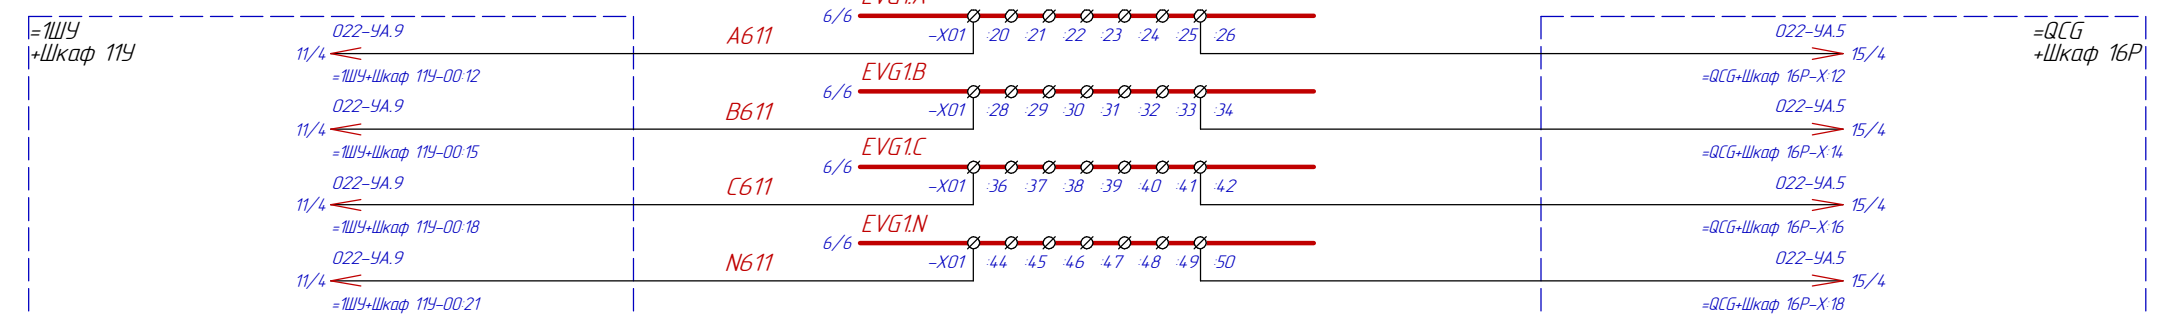 EVG1.A
=1ШУ
+Шкаф 11У
022-УА.9
11/4
=1ШУ+Шкаф 11У-00:12
A611
6/6
-X01 :20 :21 :22 :23 :24 :25 :26
022-УА.5
15/4
=QCG+Шкаф 16Р-X:12
=QCG
+Шкаф 16Р
EVG1.B
022-УА.9
11/4
=1ШУ+Шкаф 11У-00:15
B611
6/6
-X01 :28 :29 :30 :31 :32 :33 :34
022-УА.5
15/4
=QCG+Шкаф 16Р-X:14
EVG1.C
022-УА.9
11/4
=1ШУ+Шкаф 11У-00:18
C611
6/6
-X01 :36 :37 :38 :39 :40 :41 :42
022-УА.5
15/4
=QCG+Шкаф 16Р-X:16
EVG1.N
022-УА.9
11/4
=1ШУ+Шкаф 11У-00:21
N611
6/6
-X01 :44 :45 :46 :47 :48 :49 :50
022-УА.5
15/4
=QCG+Шкаф 16Р-X:18